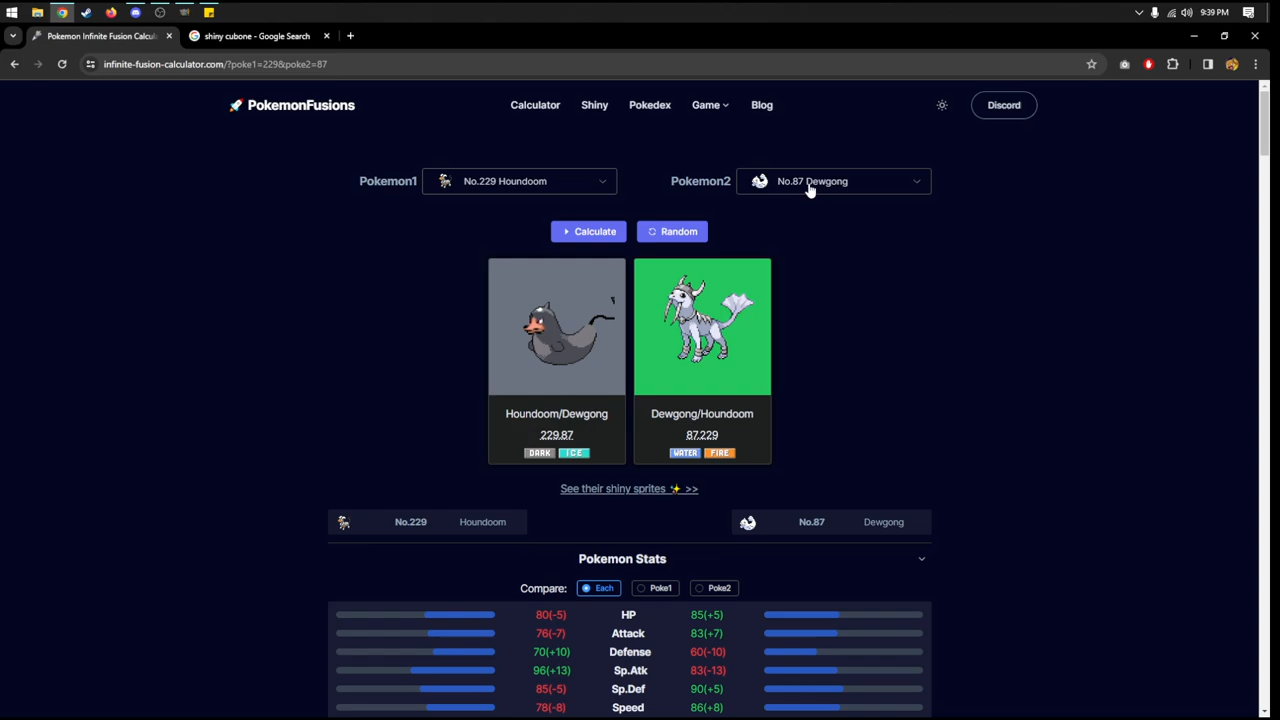 9:39 PM
Pokemon Infinite Fusion Calcul
shiny cubone - Google Search
infinite-fusion-calculator.com/?poke1=229&poke2=87
PokemonFusions
Calculator
Shiny
Pokedex
Game
Blog
Discord
Pokemon1
No.229 Houndoom
Pokemon2
No.87 Dewgong
Calculate
Random
Houndoom/Dewgong
229.87
DARK
ICE
Dewgong/Houndoom
87.229
WATER
FIRE
See their shiny sprites ✨ >>
No.229
Houndoom
No.87
Dewgong
Pokemon Stats
Compare:
Each
Poke1
Poke2
80(-5)
HP
85(+5)
76(-7)
Attack
83(+7)
70(+10)
Defense
60(-10)
96(+13)
Sp.Atk
83(-13)
85(-5)
Sp.Def
90(+5)
78(-8)
Speed
86(+8)